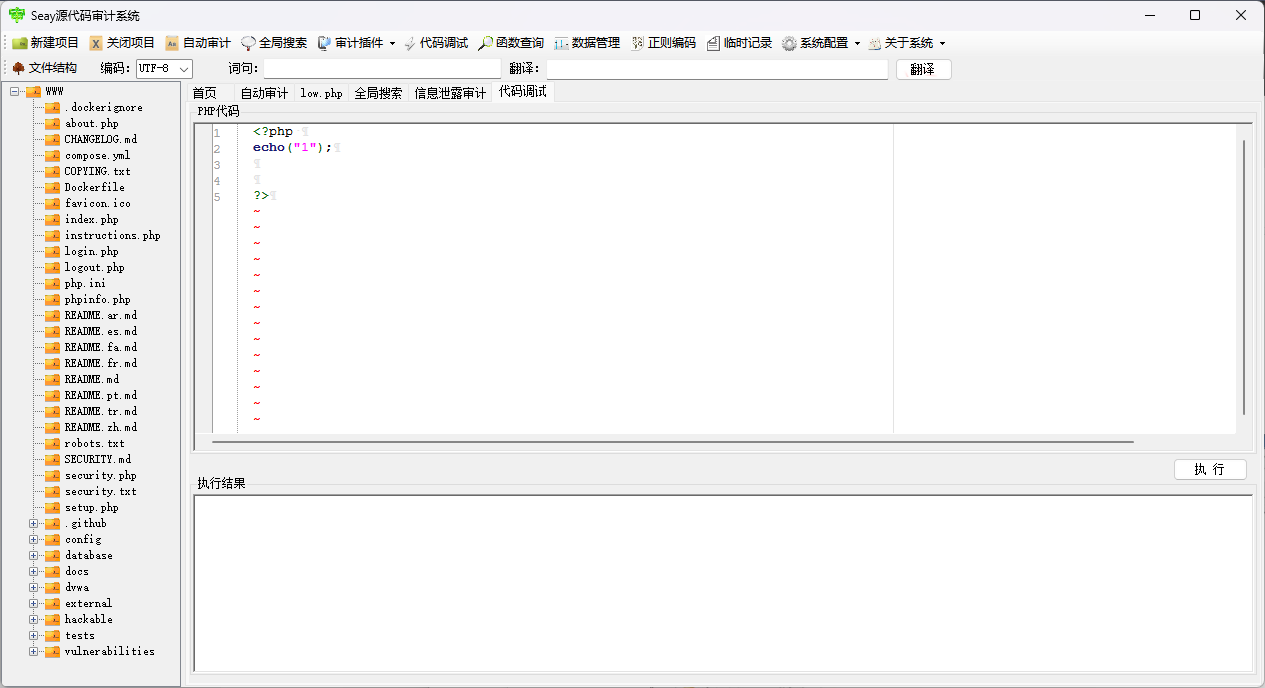 Seay源代码审计系统
新建项目 关闭项目 自动审计 全局搜索 审计插件 代码调试 函数查询 数据管理 正则编码 临时记录 系统配置 关于系统
文件结构 编码： UTF-8 词句： 翻译： 翻译
首页 自动审计 low.php 全局搜索 信息泄露审计 代码调试
WWW
.dockerignore
about.php
CHANGELOG.md
compose.yml
COPYING.txt
Dockerfile
favicon.ico
index.php
instructions.php
login.php
logout.php
php.ini
phpinfo.php
README.ar.md
README.es.md
README.fa.md
README.fr.md
README.md
README.pt.md
README.tr.md
README.zh.md
robots.txt
SECURITY.md
security.php
security.txt
setup.php
.github
config
database
docs
dvwa
external
hackable
tests
vulnerabilities
PHP代码
1 <?php ¶
2 echo("1");¶
3 ¶
4 ¶
5 ?>¶
~
~
~
~
~
~
~
~
~
~
~
~
~
~
执 行
执行结果